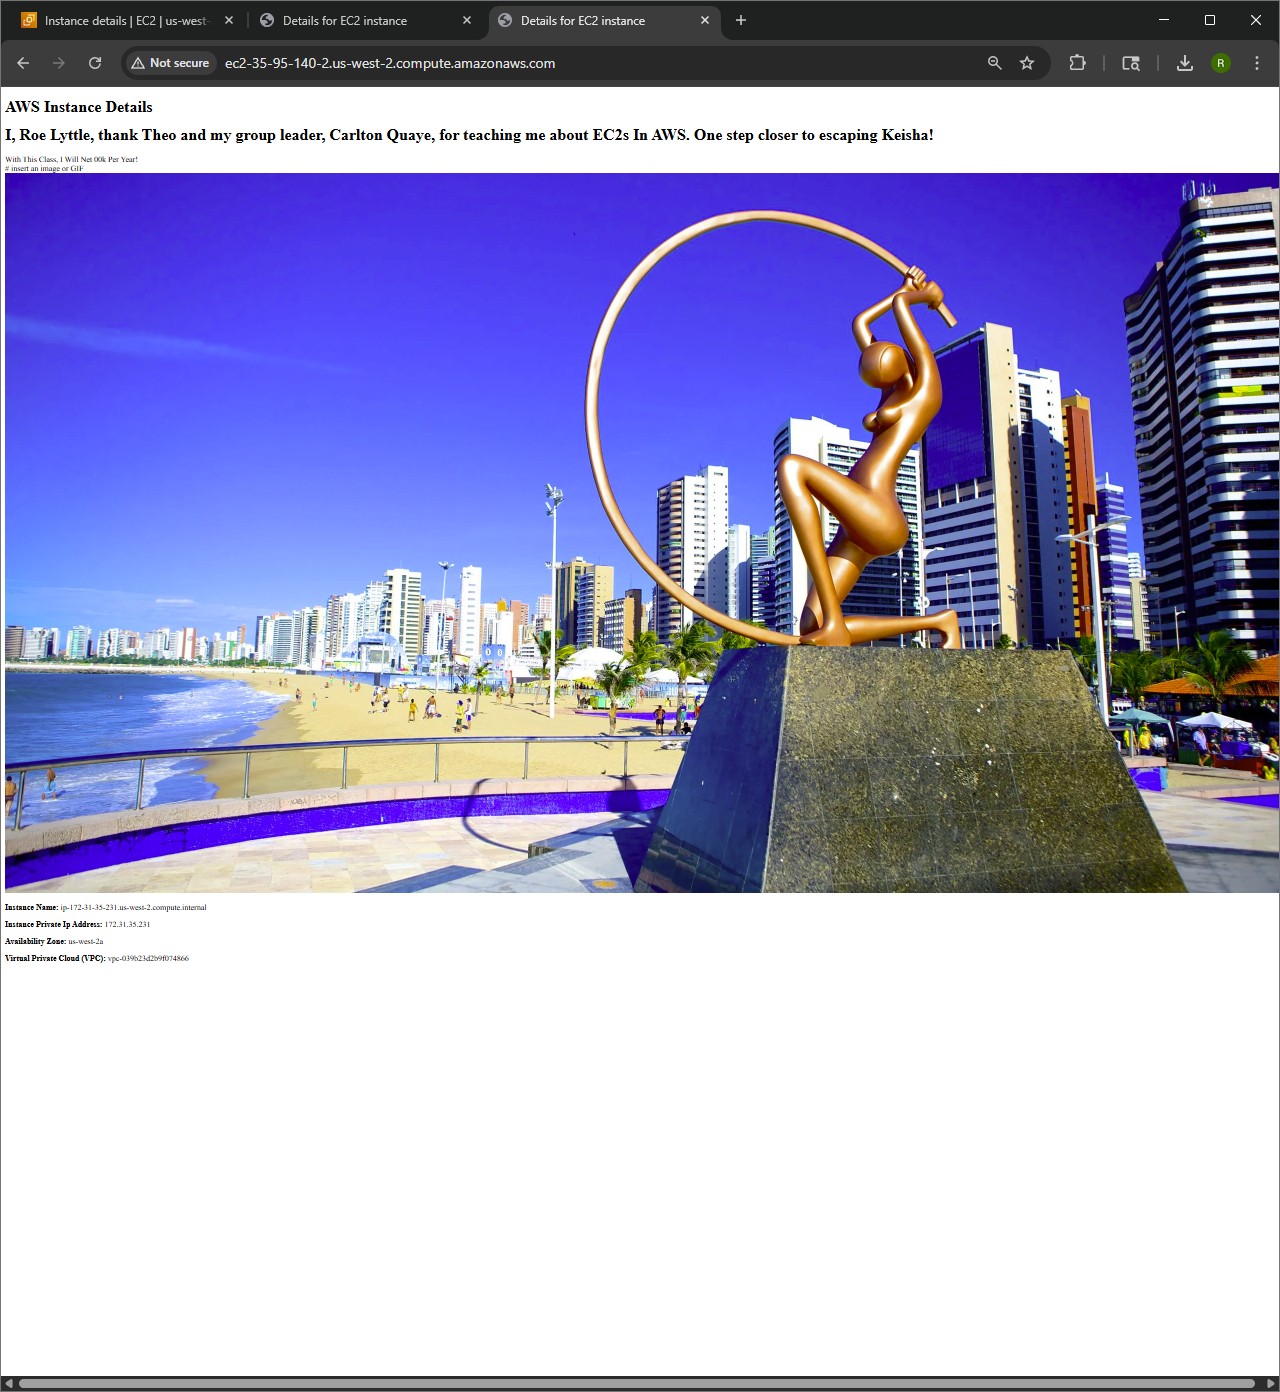 Instance details | EC2 | us-west-
Details for EC2 instance
Details for EC2 instance
Not secure
ec2-35-95-140-2.us-west-2.compute.amazonaws.com
R
AWS Instance Details
I, Roe Lyttle, thank Theo and my group leader, Carlton Quaye, for teaching me about EC2s In AWS. One step closer to escaping Keisha!
With This Class, I Will Net 00k Per Year!
# insert an image or GIF
Instance Name: ip-172-31-35-231.us-west-2.compute.internal
Instance Private Ip Address: 172.31.35.231
Availability Zone: us-west-2a
Virtual Private Cloud (VPC): vpc-039b23d2b9f074866